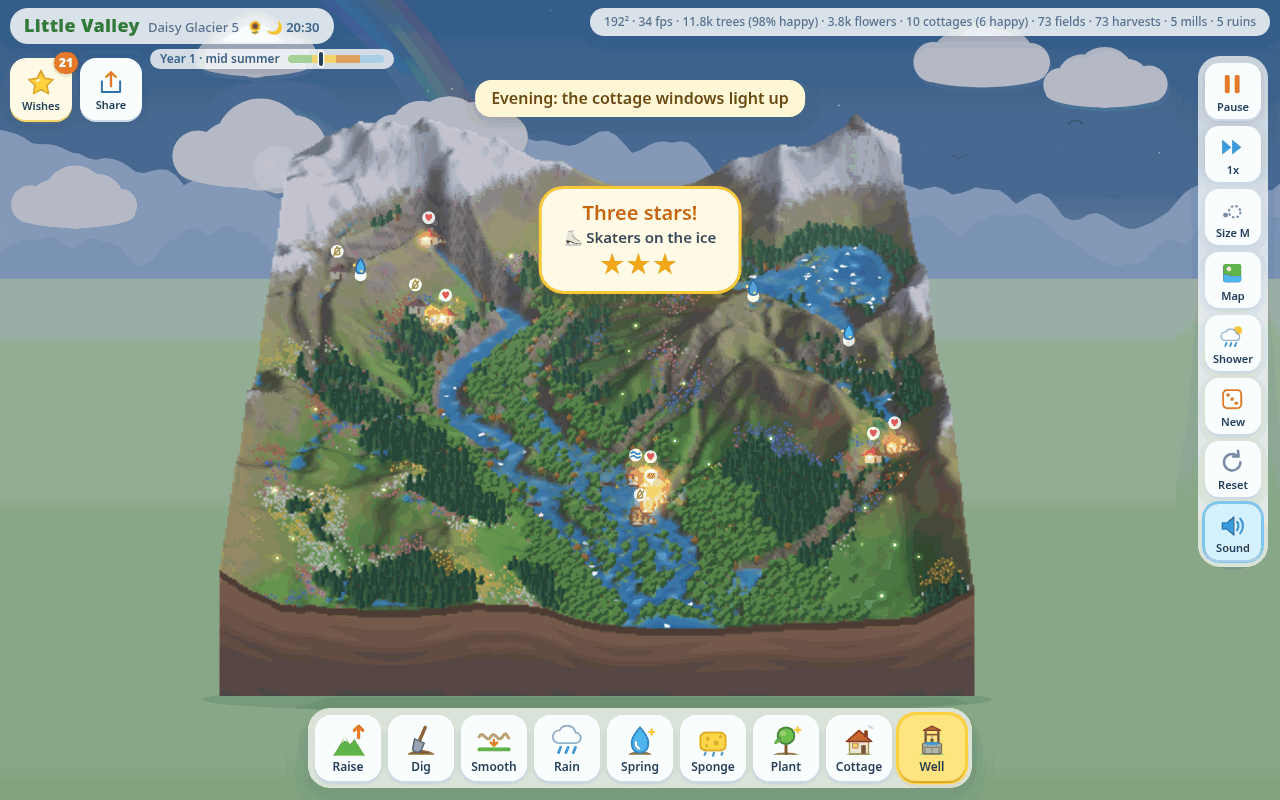 Little Valley Daisy Glacier 5 20:30
192² · 34 fps · 11.8k trees (98% happy) · 3.8k flowers · 10 cottages (6 happy) · 73 fields · 73 harvests · 5 mills · 5 ruins
Year 1 · mid summer
21
Wishes
Share
Evening: the cottage windows light up
Three stars!
Skaters on the ice
Pause
1x
Size M
Map
Shower
New
Reset
Sound
Raise
Dig
Smooth
Rain
Spring
Sponge
Plant
Cottage
Well